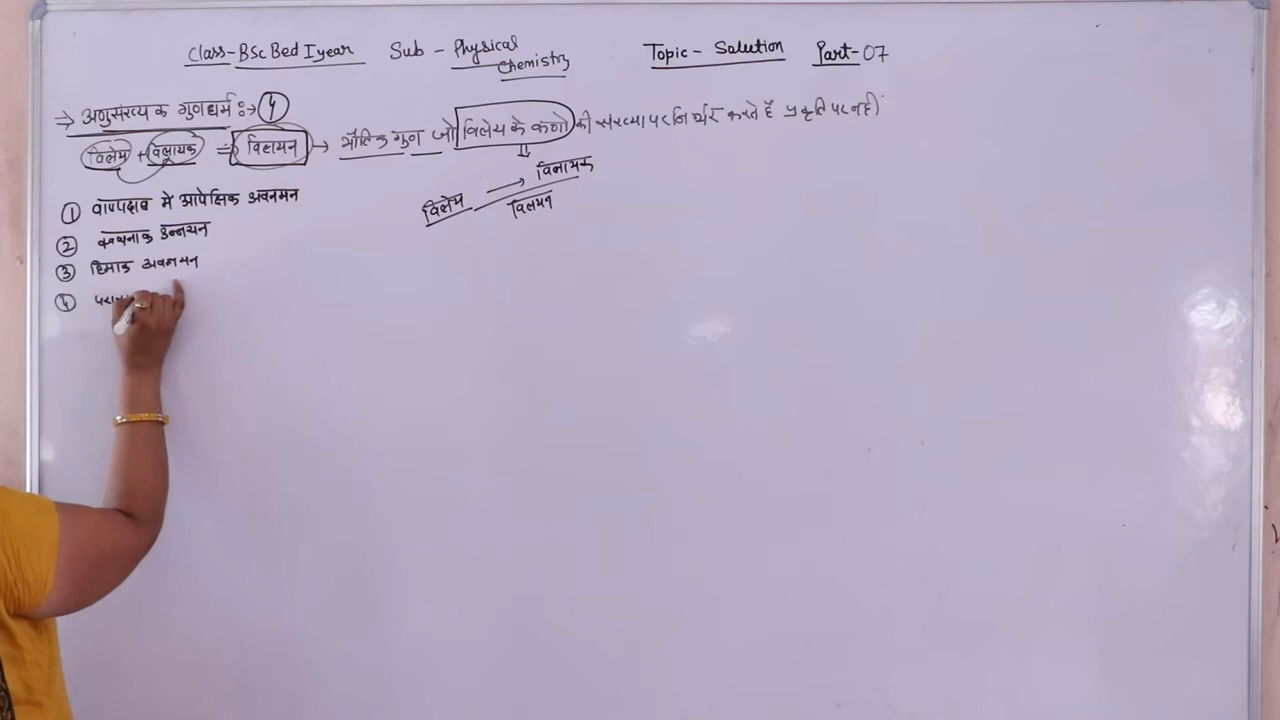 Class-BSc Bed I year Sub - Physical Chemistry Topic - Solution Part-07
⇒ अणुसंख्यक गुणधर्म :→ 4
विलेय + विलायक = विलयन → भौतिक गुण जो विलेय के कणो की संख्या पर निर्भर करते हैं प्रकृति पर नहीं
विलेय → विलायक
विलयन
① वाष्पदाब में आपेक्षिक अवनमन
② क्वथनांक उन्नयन
③ हिमांक अवनमन
④